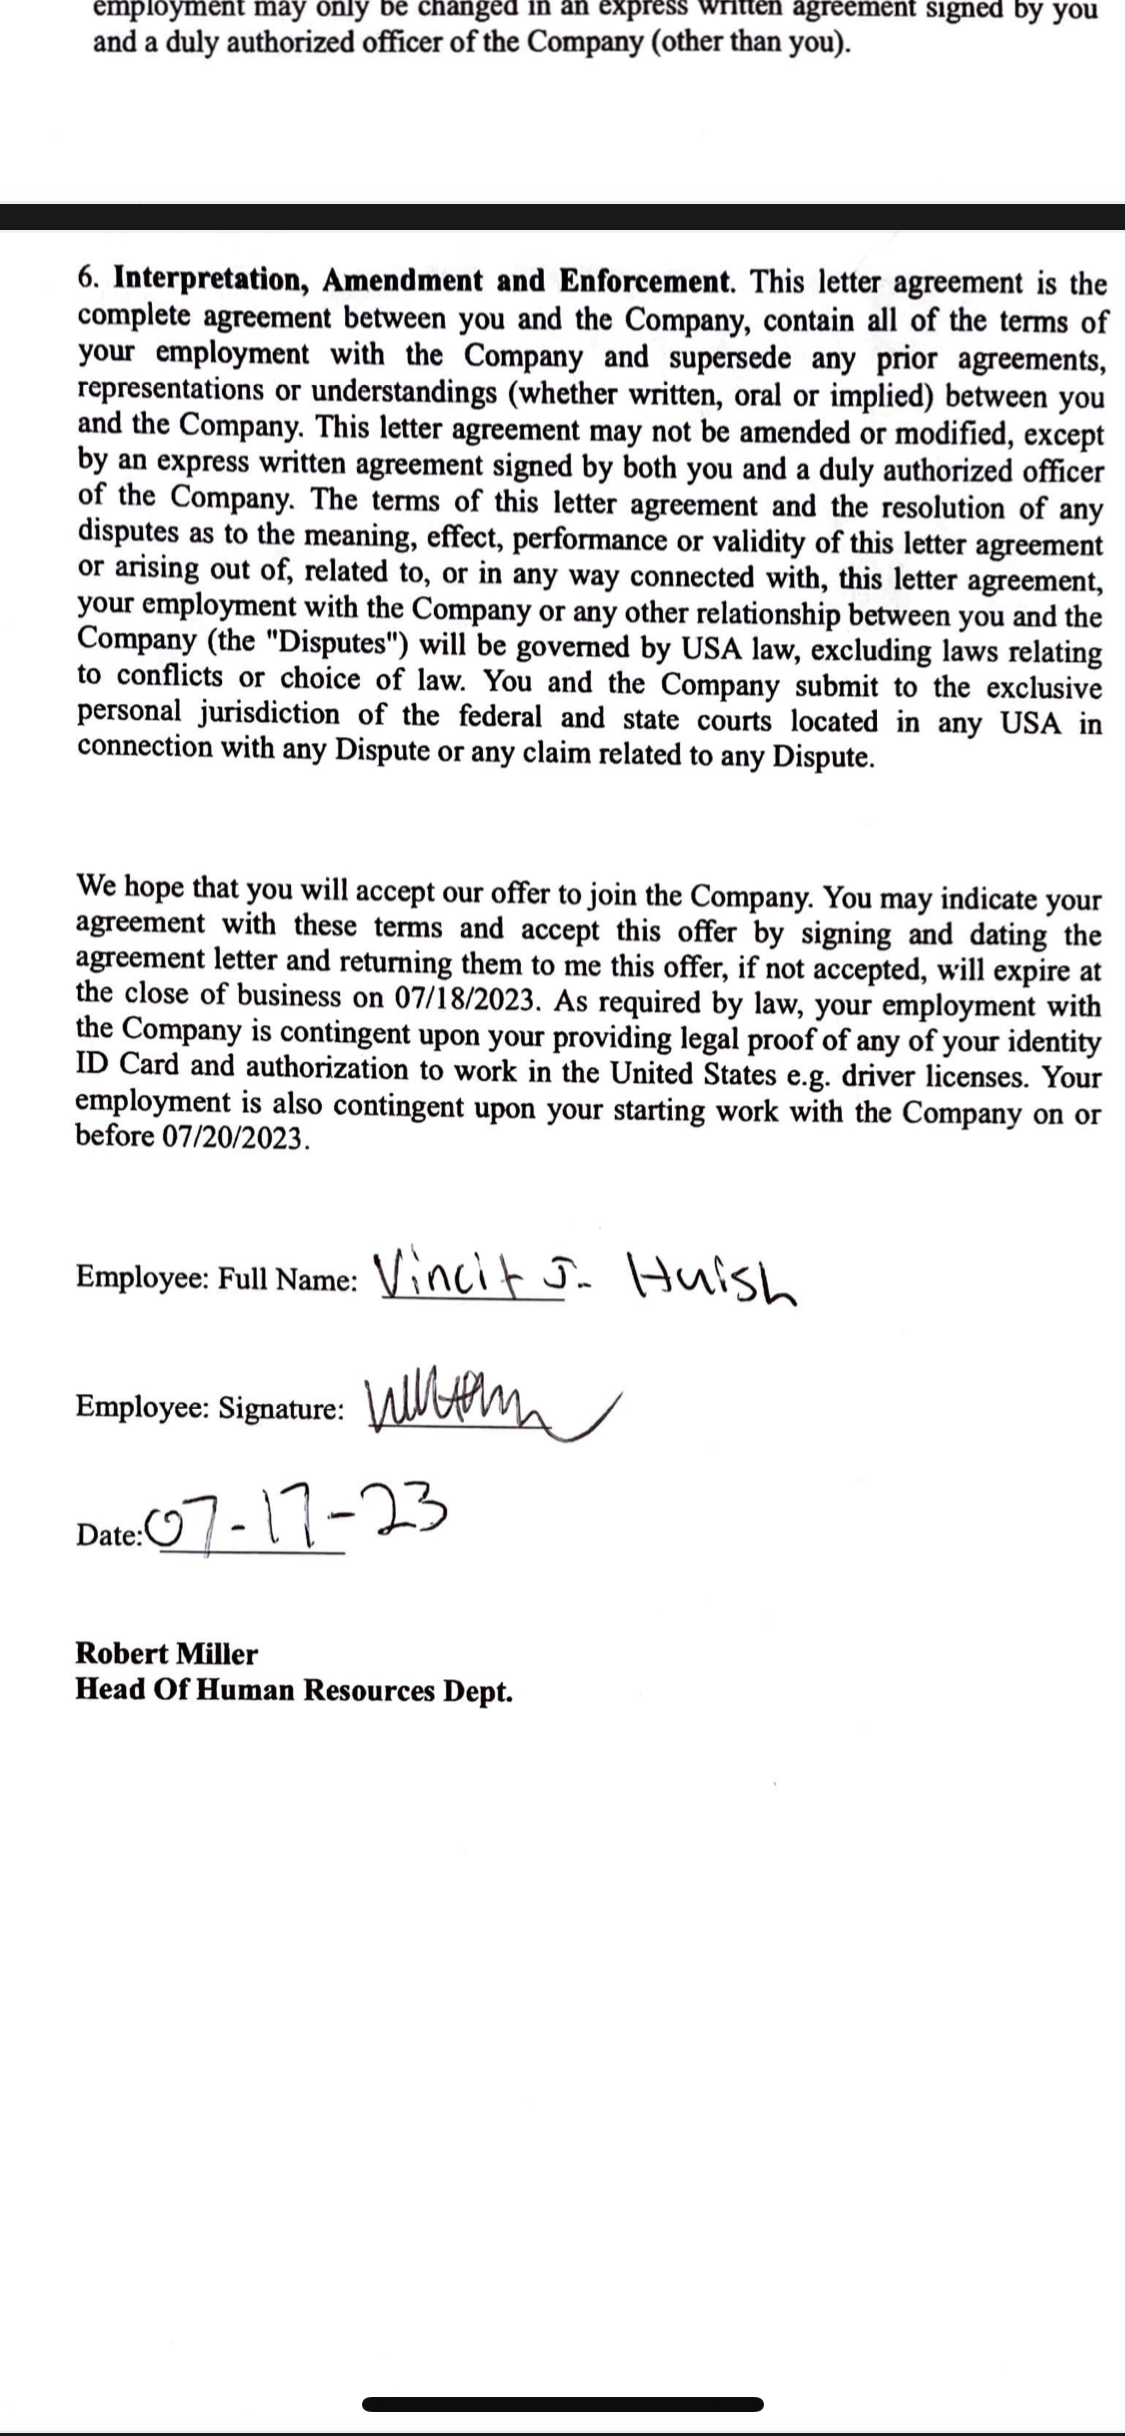 employment may only be changed in an express written agreement signed by you
and a duly authorized officer of the Company (other than you).
6. Interpretation, Amendment and Enforcement. This letter agreement is the
complete agreement between you and the Company, contain all of the terms of
your employment with the Company and supersede any prior agreements,
representations or understandings (whether written, oral or implied) between you
and the Company. This letter agreement may not be amended or modified, except
by an express written agreement signed by both you and a duly authorized officer
of the Company. The terms of this letter agreement and the resolution of any
disputes as to the meaning, effect, performance or validity of this letter agreement
or arising out of, related to, or in any way connected with, this letter agreement,
your employment with the Company or any other relationship between you and the
Company (the "Disputes") will be governed by USA law, excluding laws relating
to conflicts or choice of law. You and the Company submit to the exclusive
personal jurisdiction of the federal and state courts located in any USA in
connection with any Dispute or any claim related to any Dispute.
We hope that you will accept our offer to join the Company. You may indicate your
agreement with these terms and accept this offer by signing and dating the
agreement letter and returning them to me this offer, if not accepted, will expire at
the close of business on 07/18/2023. As required by law, your employment with
the Company is contingent upon your providing legal proof of any of your identity
ID Card and authorization to work in the United States e.g. driver licenses. Your
employment is also contingent upon your starting work with the Company on or
before 07/20/2023.
Employee: Full Name: Vincit J. Huish
Employee: Signature:
Date: 07-17-23
Robert Miller
Head Of Human Resources Dept.